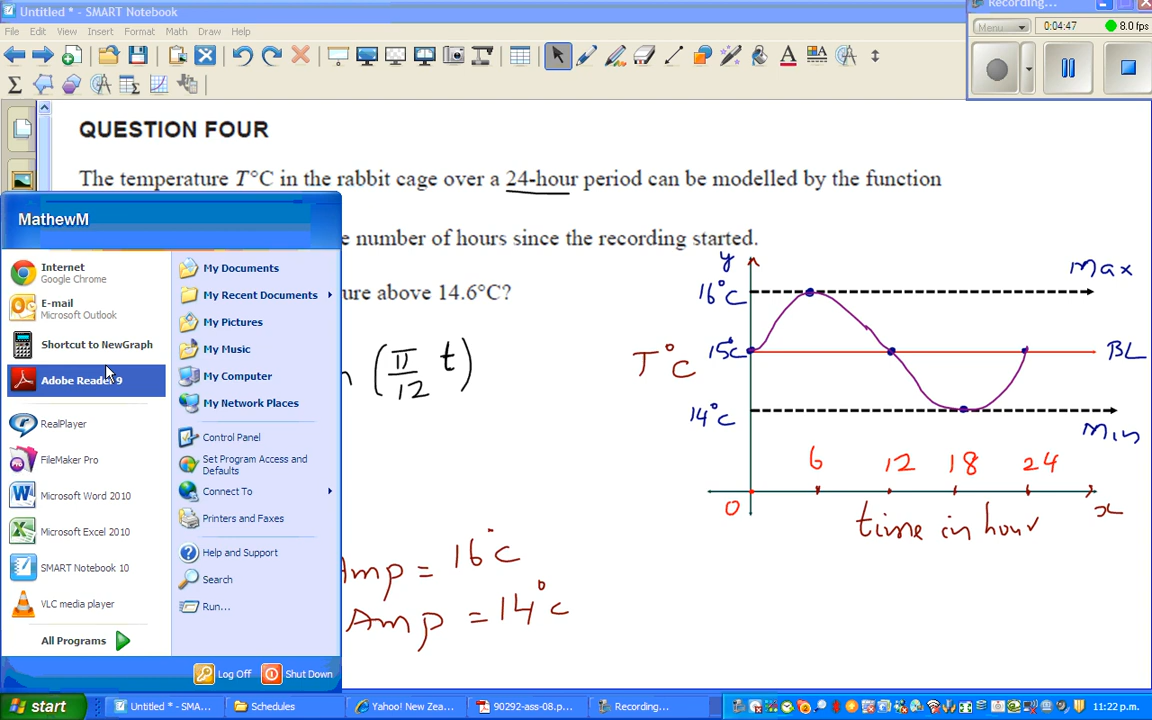 Untitled * - SMART Notebook
File Edit View Insert Format Math Draw Help
Recording...
Menu
0:04:47
8.0 fps
QUESTION FOUR
The temperature T°C in the rabbit cage over a 24-hour period can be modelled by the function
e number of hours since the recording started.
ure above 14.6°C?
n (π/12 t)
MathewM
Internet
Google Chrome
E-mail
Microsoft Outlook
Shortcut to NewGraph
Adobe Reader 9
RealPlayer
FileMaker Pro
Microsoft Word 2010
Microsoft Excel 2010
SMART Notebook 10
VLC media player
All Programs
My Documents
My Recent Documents
My Pictures
My Music
My Computer
My Network Places
Control Panel
Set Program Access and
Defaults
Connect To
Printers and Faxes
Help and Support
Search
Run...
Log Off
Shut Down
y
16°C
Max
T°C
15°C
BL
14°C
Min
6 12 18 24
0
x
time in hour
Amp = 16°C
Amp = 14°C
start
Untitled * - SMA...
Schedules
Yahoo! New Zea...
90292-ass-08.p...
Recording...
11:22 p.m.